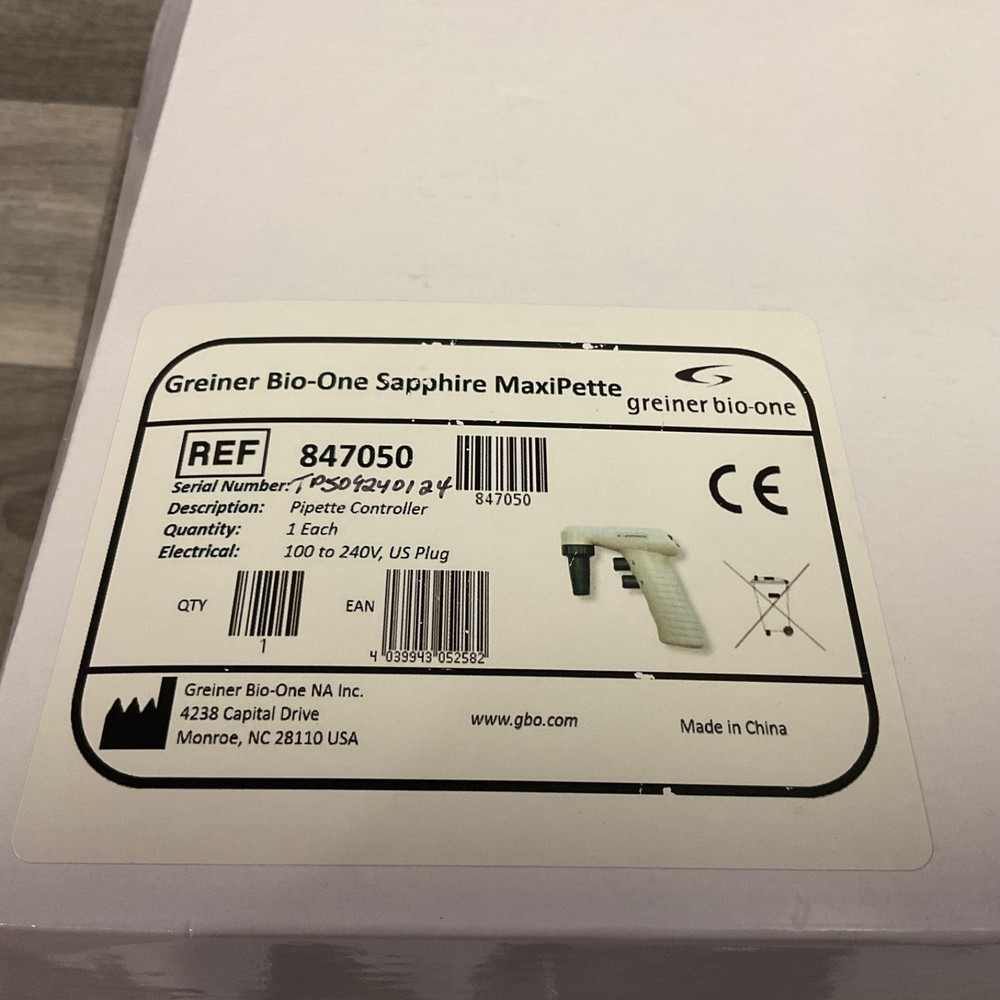 Greiner Bio-One Sapphire MaxiPette
greiner bio-one
REF 847050
847050
Serial Number: TPS09240124
Description: Pipette Controller
Quantity: 1 Each
Electrical: 100 to 240V, US Plug
CE
QTY
1
EAN
4 039943 052582
Greiner Bio-One NA Inc.
4238 Capital Drive
Monroe, NC 28110 USA
www.gbo.com
Made in China